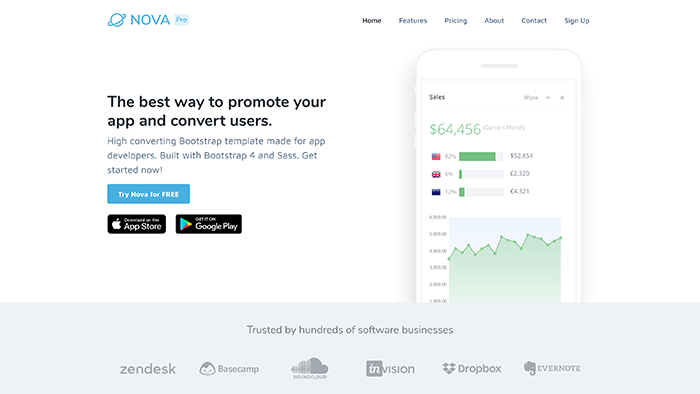 NOVA Pro
Home Features Pricing About Contact Sign Up
The best way to promote your
app and convert users.
High converting Bootstrap template made for app
developers. Built with Bootstrap 4 and Sass. Get
started now!
Try Nova for FREE
Download on the
App Store
GET IT ON
Google Play
Sales More
$64,456 (Current Month)
82% $52,854
6% £2,320
12% £4,321
6,000.00
5,000.00
4,000.00
3,000.00
2,000.00
1,000.00
Trusted by hundreds of software businesses
zendesk
Basecamp
SOUNDCLOUD
invision
Dropbox
EVERNOTE